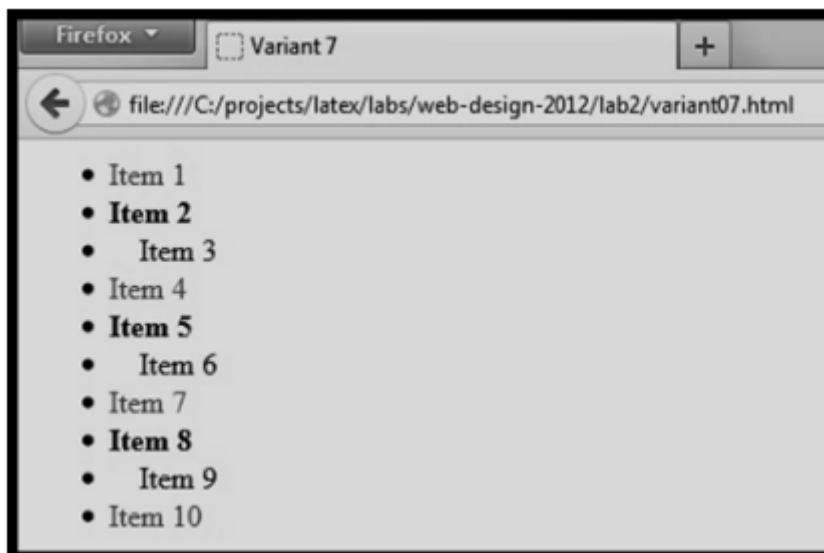 Firefox
Variant 7
+
file:///C:/projects/latex/labs/web-design-2012/lab2/variant07.html
• Item 1
• Item 2
• Item 3
• Item 4
• Item 5
• Item 6
• Item 7
• Item 8
• Item 9
• Item 10